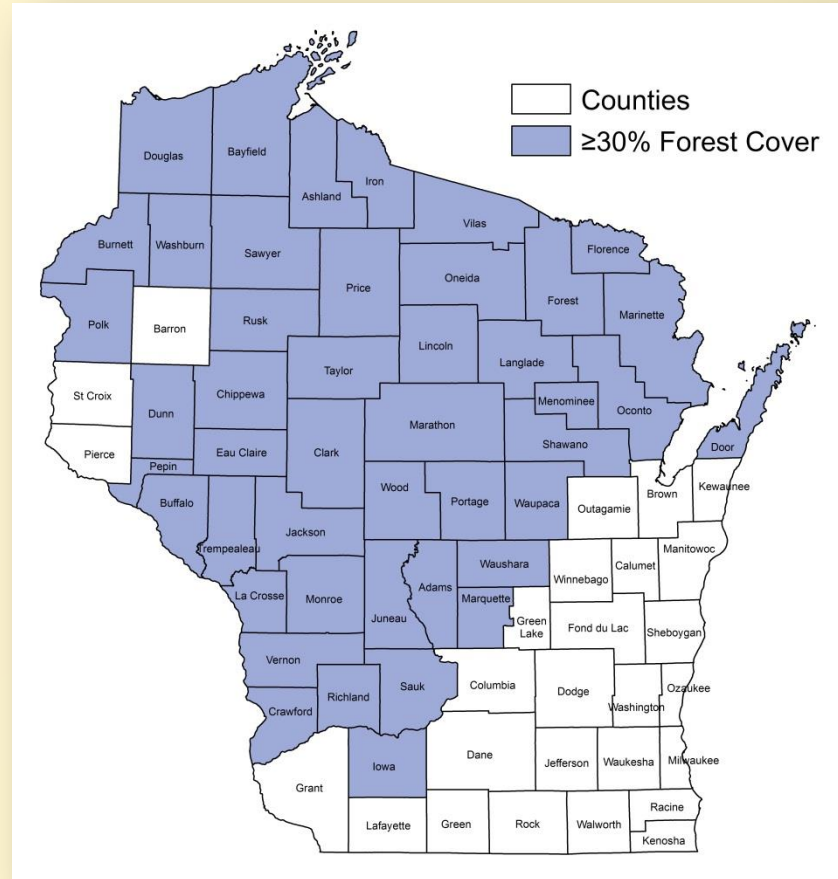 Counties
≥30% Forest Cover
Douglas
Bayfield
Ashland
Iron
Vilas
Burnett
Washburn
Sawyer
Florence
Oneida
Price
Forest
Marinette
Polk
Barron
Rusk
Lincoln
Langlade
Taylor
St Croix
Chippewa
Menominee
Dunn
Oconto
Marathon
Shawano
Door
Pierce
Pepin
Eau Claire
Clark
Wood
Portage
Waupaca
Brown
Kewaunee
Outagamie
Buffalo
Trempealeau
Jackson
Waushara
Winnebago
Calumet
Manitowoc
Adams
Marquette
La Crosse
Monroe
Juneau
Green
Lake
Fond du Lac
Sheboygan
Vernon
Richland
Sauk
Columbia
Dodge
Washington
Ozaukee
Crawford
Iowa
Dane
Jefferson
Waukesha
Milwaukee
Grant
Lafayette
Green
Rock
Walworth
Racine
Kenosha